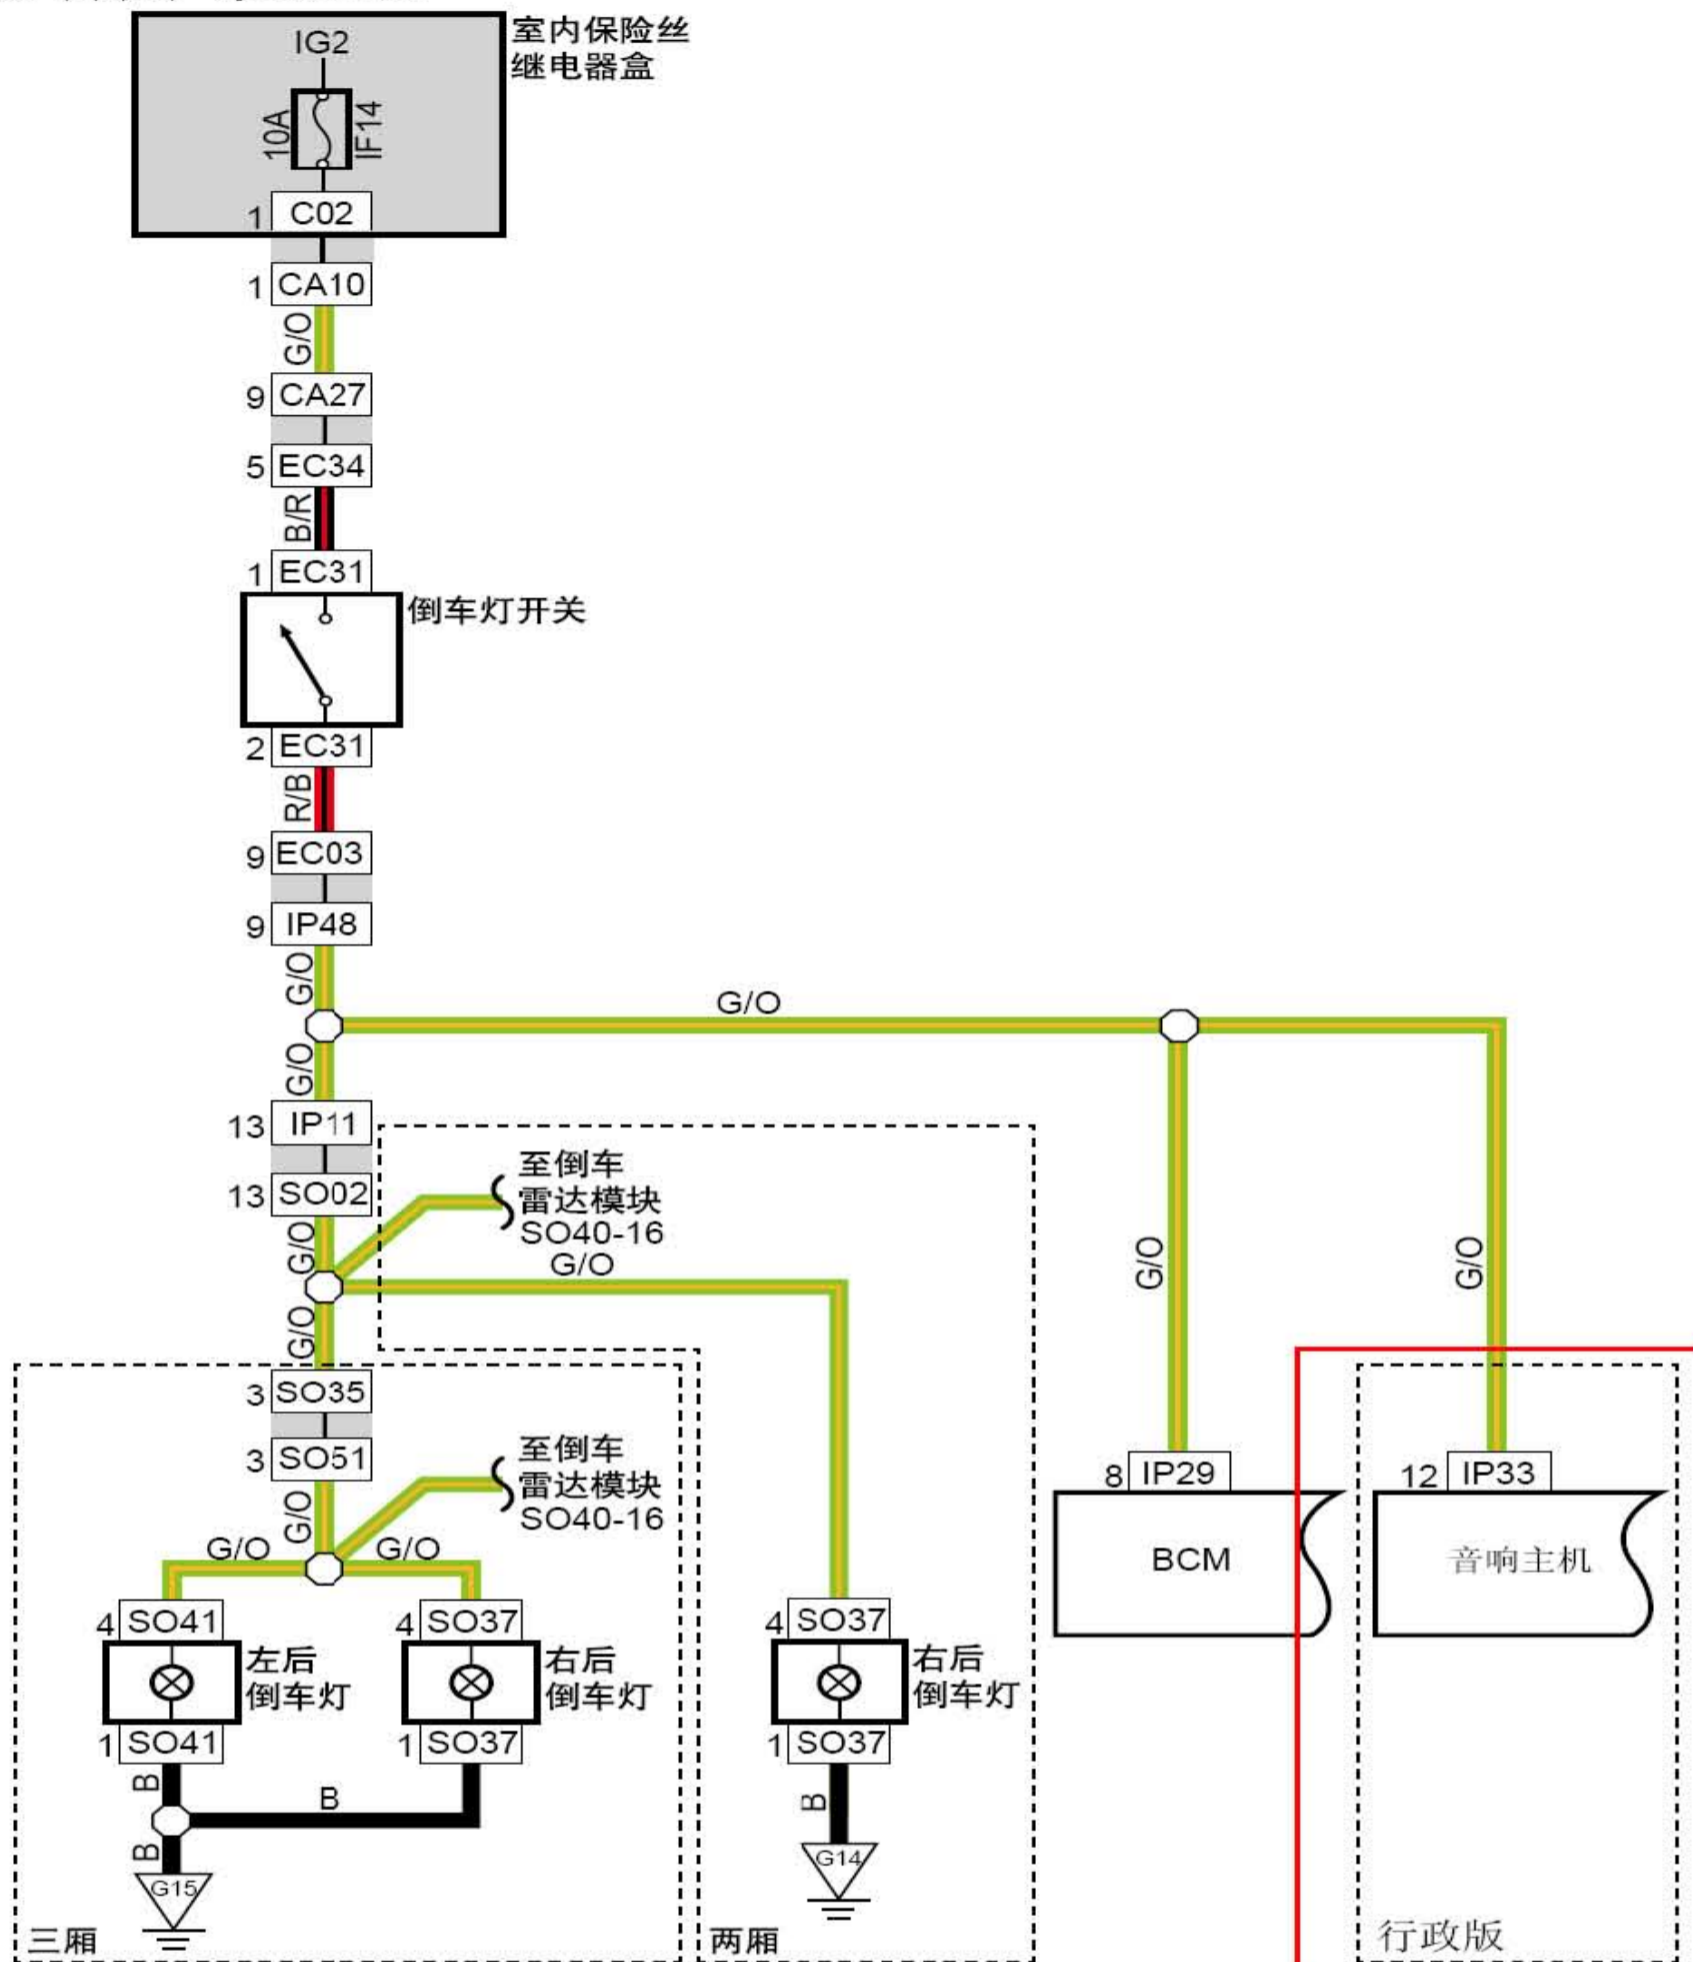 IG2
室内保险丝
继电器盒
10A
IF14
1 C02
1 CA10
G/O
9 CA27
5 EC34
B/R
1 EC31
倒车灯开关
2 EC31
R/B
9 EC03
9 IP48
G/O
G/O
G/O
13 IP11
13 SO02
至倒车
雷达模块
SO40-16
G/O
G/O
G/O
G/O
G/O
3 SO35
3 SO51
至倒车
雷达模块
SO40-16
G/O
G/O
G/O
8 IP29
BCM
12 IP33
音响主机
4 SO41
左后
倒车灯
1 SO41
4 SO37
右后
倒车灯
1 SO37
4 SO37
右后
倒车灯
1 SO37
B
B
B
B
G15
G14
三厢
两厢
行政版